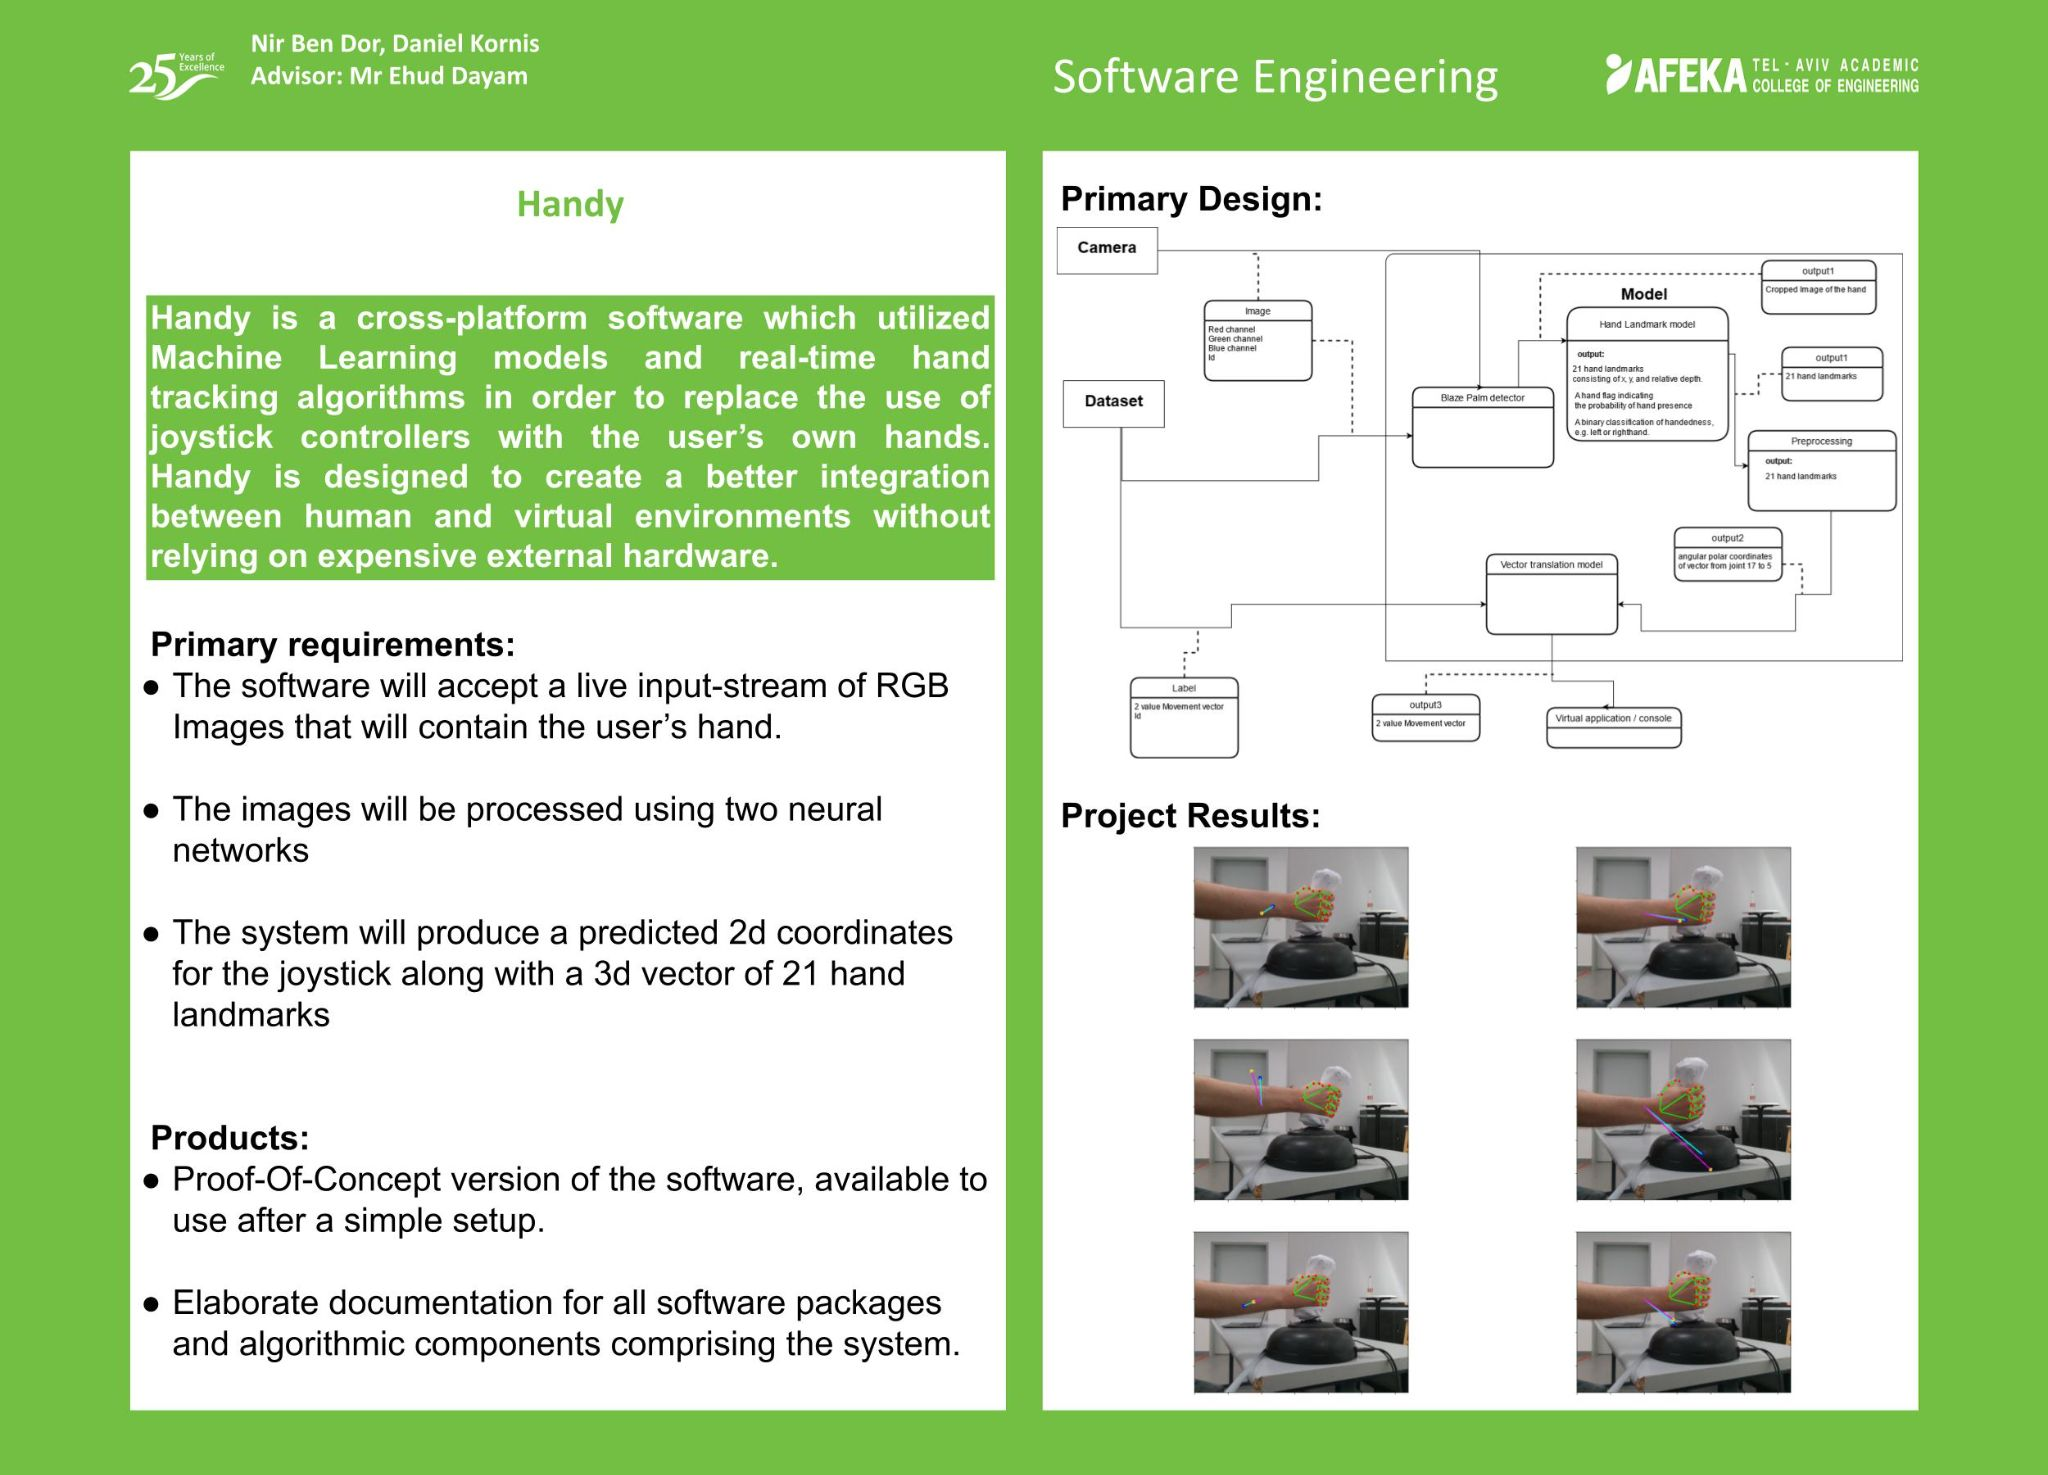 25 Years of
Excellence
Nir Ben Dor, Daniel Kornis
Advisor: Mr Ehud Dayam
Software Engineering
AFEKA TEL - AVIV ACADEMIC
COLLEGE OF ENGINEERING
Handy
Handy is a cross-platform software which utilized
Machine Learning models and real-time hand
tracking algorithms in order to replace the use of
joystick controllers with the user’s own hands.
Handy is designed to create a better integration
between human and virtual environments without
relying on expensive external hardware.
Primary requirements:
● The software will accept a live input-stream of RGB
Images that will contain the user’s hand.
● The images will be processed using two neural
networks
● The system will produce a predicted 2d coordinates
for the joystick along with a 3d vector of 21 hand
landmarks
Products:
● Proof-Of-Concept version of the software, available to
use after a simple setup.
● Elaborate documentation for all software packages
and algorithmic components comprising the system.
Primary Design:
Camera
Image
Red channel
Green channel
Blue channel
Id
Dataset
Model
Hand Landmark model
output:
21 hand landmarks
consisting of x, y, and relative depth.
A hand flag indicating
the probability of hand presence
A binary classification of handedness,
e.g. left or righthand.
output1
Cropped Image of the hand
output1
21 hand landmarks
Blaze Palm detector
Preprocessing
output:
21 hand landmarks
output2
angular polar coordinates
of vector from joint 17 to 5
Vector translation model
Label
2 value Movement vector
Id
output3
2 value Movement vector
Virtual application / console
Project Results: